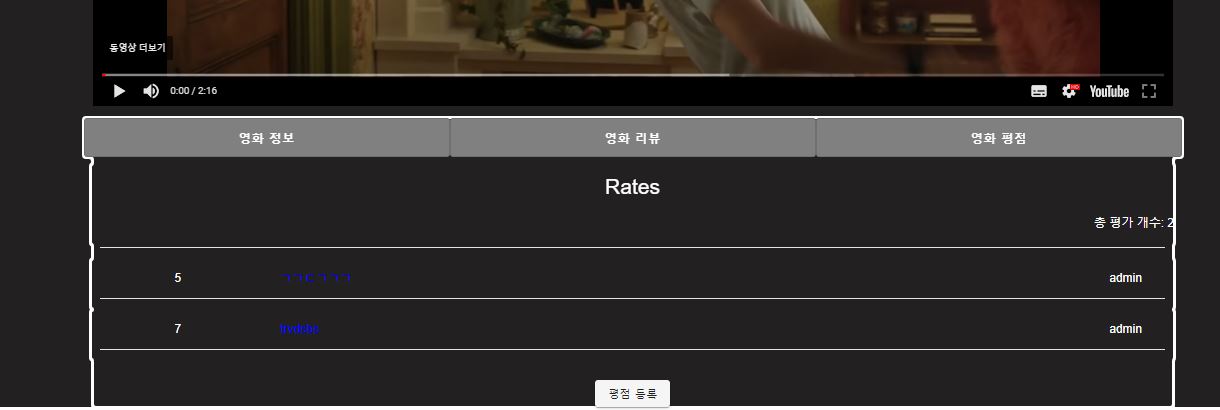 동영상 더보기
0:00 / 2:16
HD
YouTube
영화 정보 영화 리뷰 영화 평점
Rates
총 평가 개수: 2
5 admin
7 admin
평점 등록